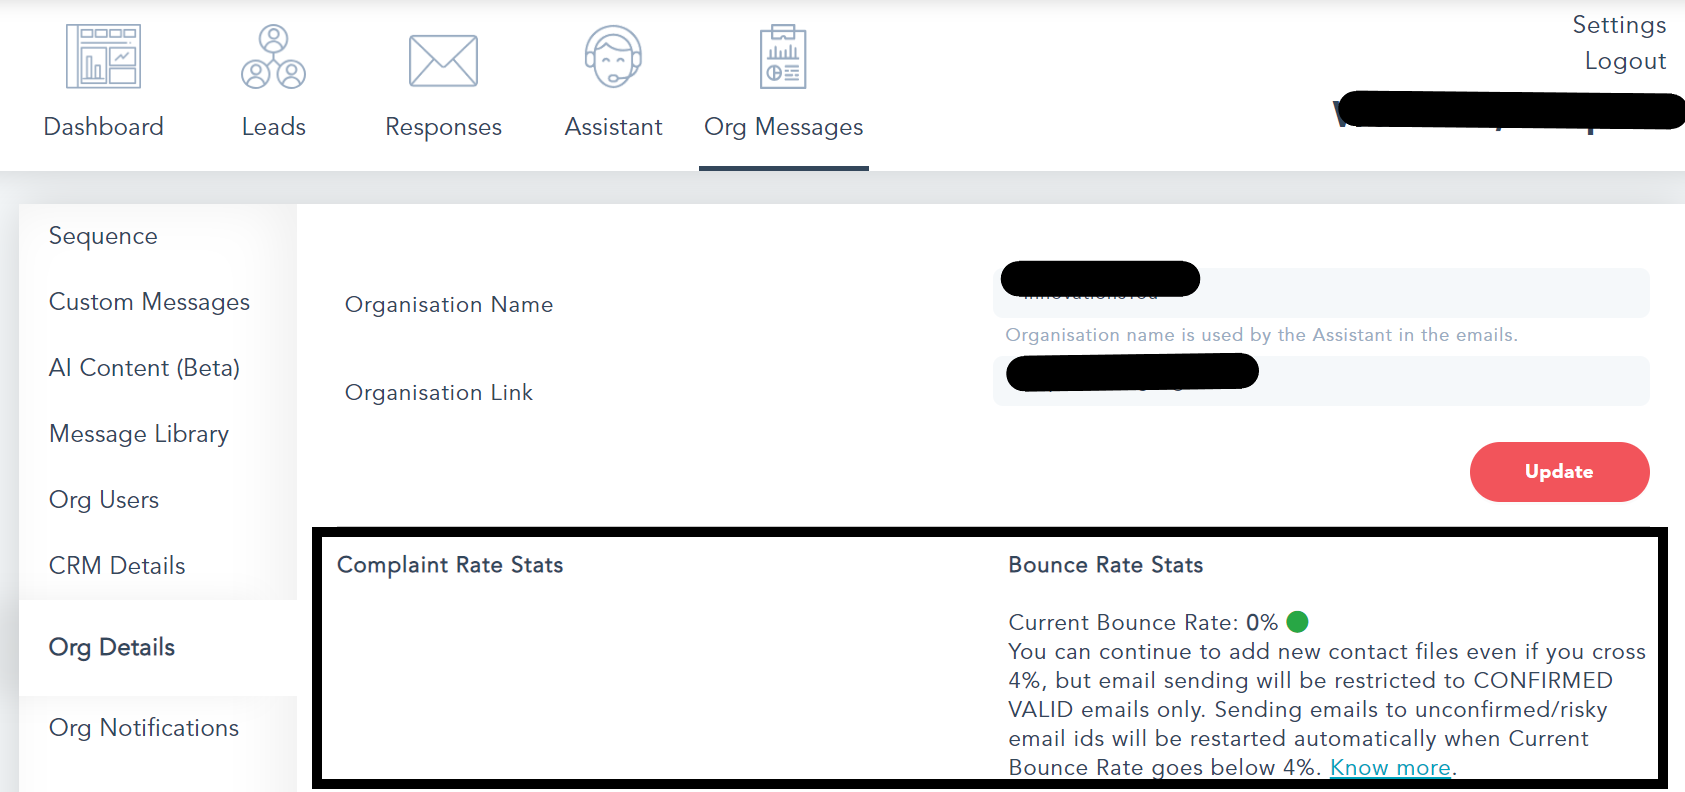 Settings
Logout
Dashboard
Leads
Responses
Assistant
Org Messages
Sequence
Custom Messages
AI Content (Beta)
Message Library
Org Users
CRM Details
Org Details
Org Notifications
Organisation Name
Organisation name is used by the Assistant in the emails.
Organisation Link
Update
Complaint Rate Stats
Bounce Rate Stats
Current Bounce Rate: 0%
You can continue to add new contact files even if you cross
4%, but email sending will be restricted to CONFIRMED
VALID emails only. Sending emails to unconfirmed/risky
email ids will be restarted automatically when Current
Bounce Rate goes below 4%. Know more.